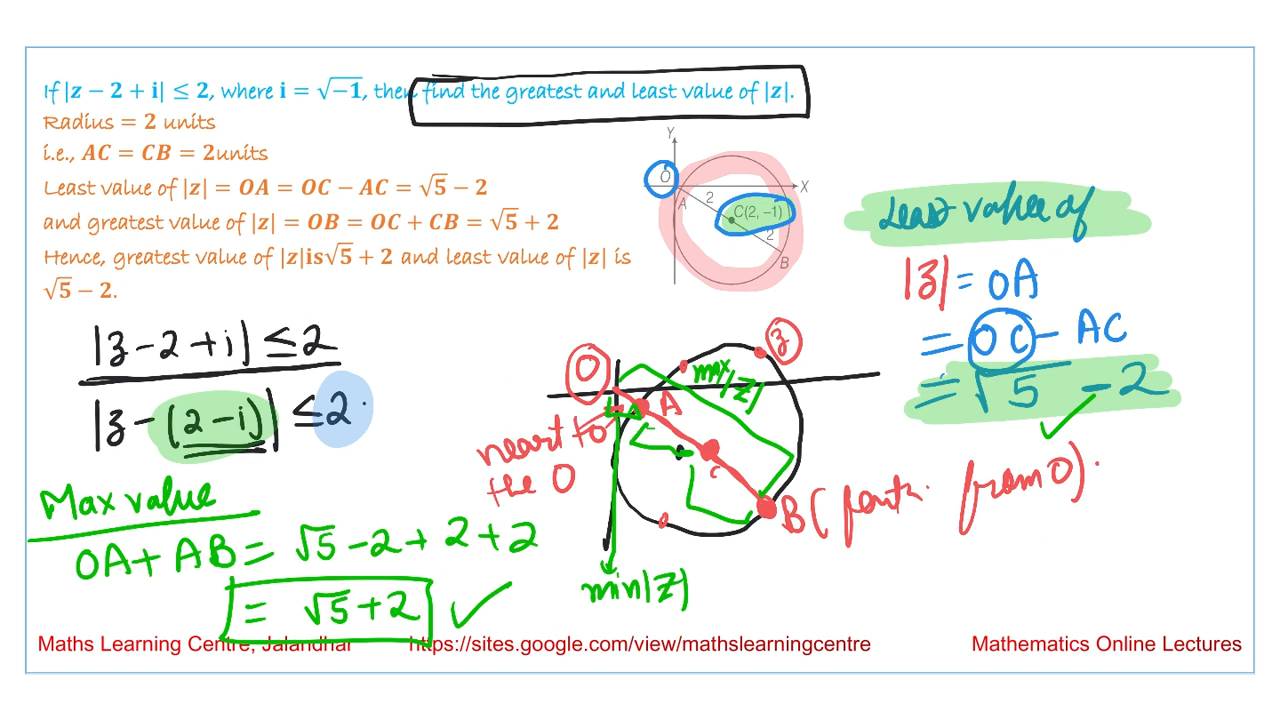 If |z − 2 + i| ≤ 2, where i = √−1, then find the greatest and least value of |z|.
Radius = 2 units
i.e., AC = CB = 2units
Least value of |z| = OA = OC − AC = √5 − 2
and greatest value of |z| = OB = OC + CB = √5 + 2
Hence, greatest value of |z|is√5 + 2 and least value of |z| is
√5 − 2.
Y
O
X
A
2
C(2, −1)
2
B
Least value of
|z| = OA
= OC − AC
= √5 − 2
|z − 2 + i| ≤ 2
|z − (2 − i)| ≤ 2.
O
z
max|z|
A
C
neart to
the O
B (
from O).
min|z|
Max value
OA + AB = √5 − 2 + 2 + 2
= √5 + 2
Maths Learning Centre, Jalandhar
https://sites.google.com/view/mathslearningcentre
Mathematics Online Lectures